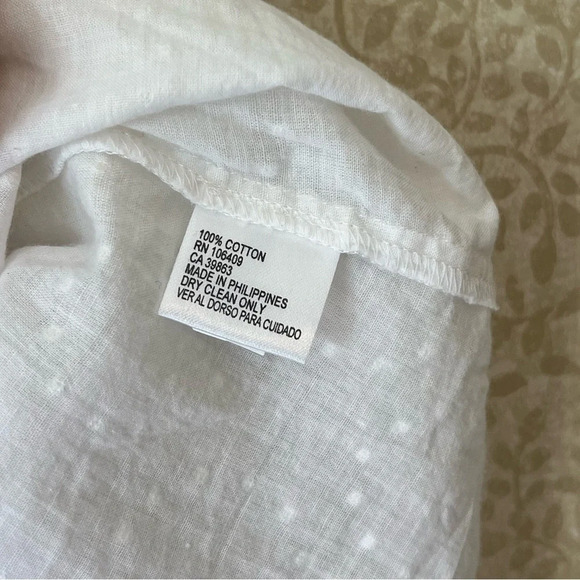 100% COTTON
RN 106409
CA 39863
MADE IN PHILIPPINES
DRY CLEAN ONLY
VER AL DORSO PARA CUIDADO